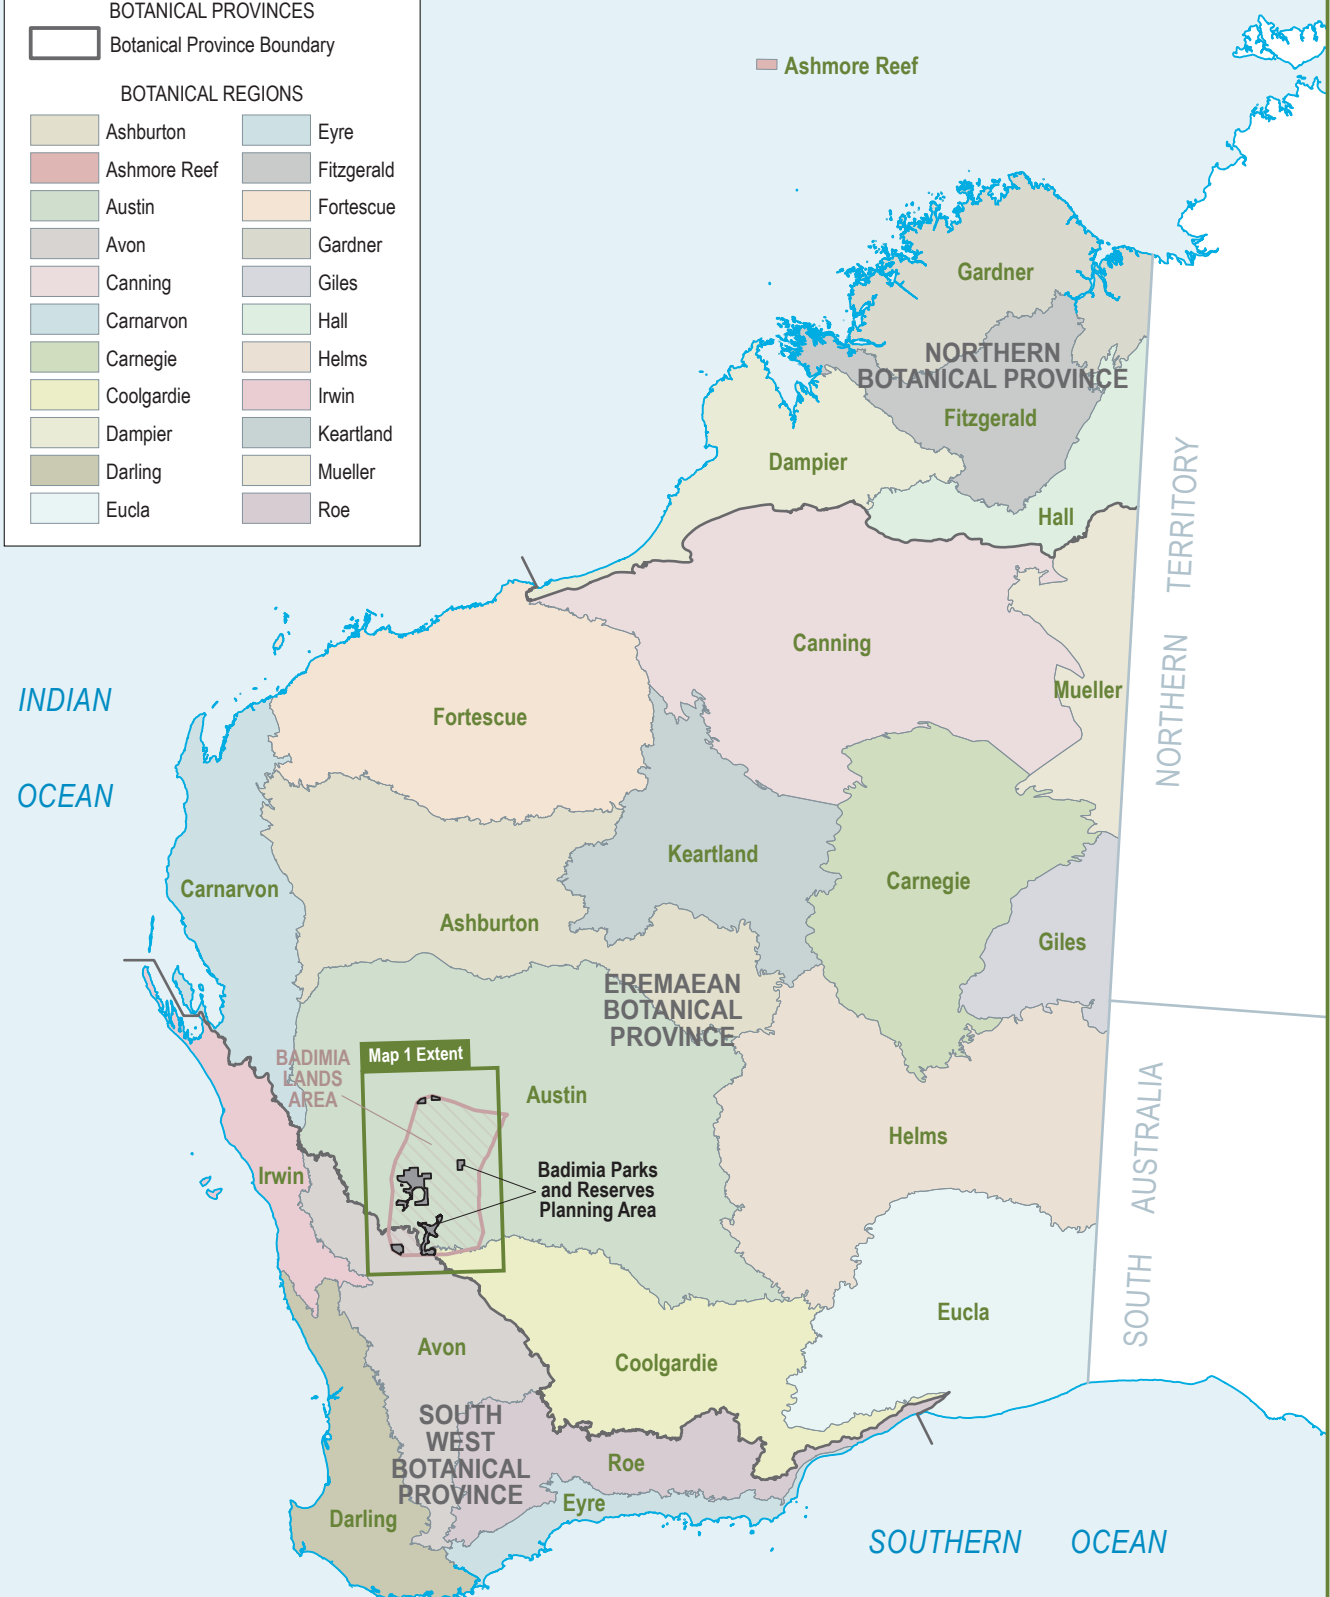 BOTANICAL PROVINCES
Botanical Province Boundary
BOTANICAL REGIONS
Ashburton
Ashmore Reef
Austin
Avon
Canning
Carnarvon
Carnegie
Coolgardie
Dampier
Darling
Eucla
Eyre
Fitzgerald
Fortescue
Gardner
Giles
Hall
Helms
Irwin
Keartland
Mueller
Roe
Ashmore Reef
Gardner
NORTHERN
BOTANICAL PROVINCE
Fitzgerald
Dampier
Hall
NORTHERN TERRITORY
Canning
Mueller
INDIAN
OCEAN
Fortescue
Keartland
Carnegie
Carnarvon
Ashburton
Giles
EREMAEAN
BOTANICAL
PROVINCE
Map 1 Extent
BADIMIA
LANDS
AREA
Austin
Helms
Badimia Parks
and Reserves
Planning Area
Irwin
SOUTH AUSTRALIA
Eucla
Avon
Coolgardie
SOUTH
WEST
BOTANICAL
PROVINCE
Roe
Eyre
Darling
SOUTHERN OCEAN